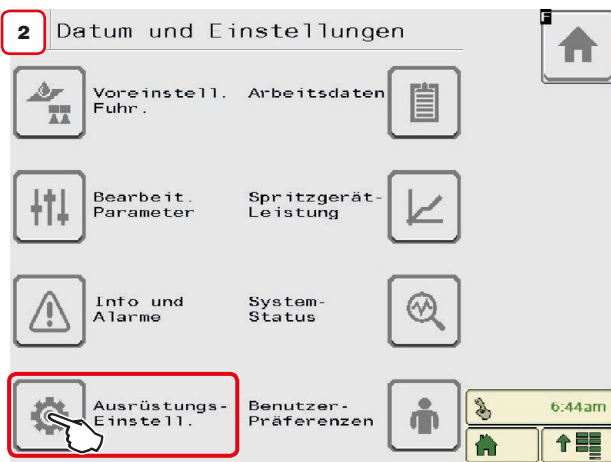 2
Datum und Einstellungen
F
Voreinstell.
Fuhr.
Arbeitsdaten
Bearbeit.
Parameter
Spritzgerät-
Leistung
Info und
Alarme
System-
Status
Ausrüstungs-
Einstell.
Benutzer-
Präferenzen
6:44am